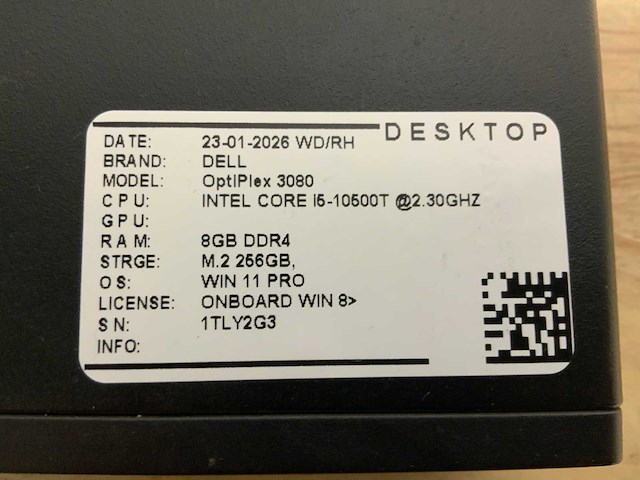 DESKTOP
DATE: 23-01-2026 WD/RH
BRAND: DELL
MODEL: OptiPlex 3080
CPU: INTEL CORE I5-10500T @2.30GHZ
GPU:
RAM: 8GB DDR4
STRGE: M.2 256GB,
OS: WIN 11 PRO
LICENSE: ONBOARD WIN 8>
SN: 1TLY2G3
INFO: